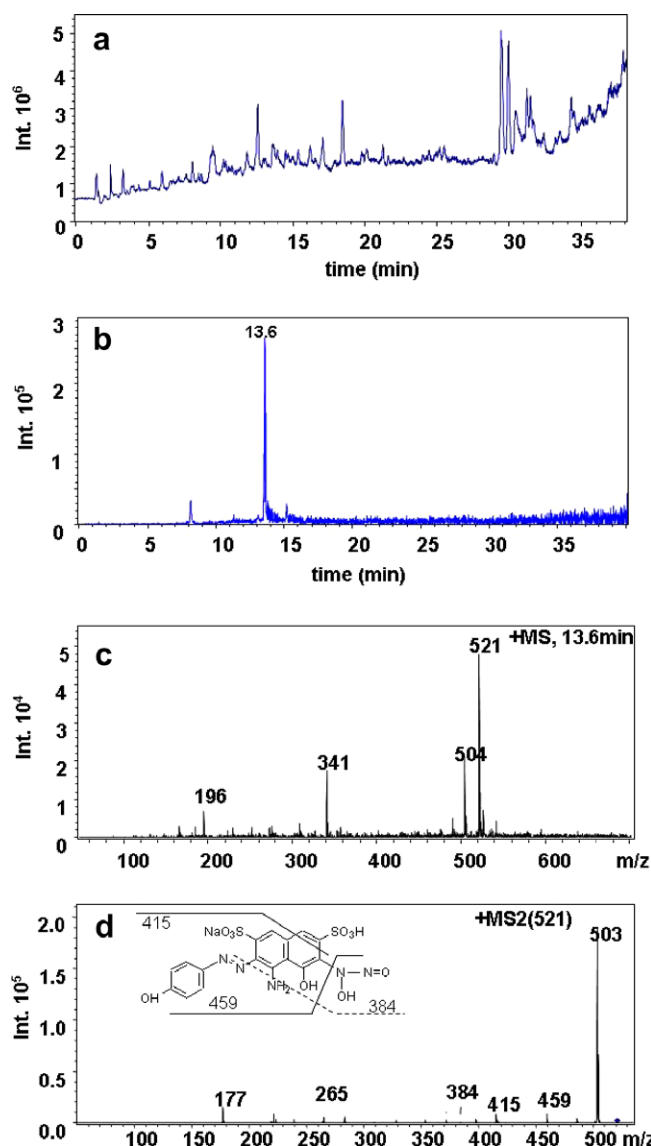 a
Int. 10⁶
5
4
3
2
1
0
0 5 10 15 20 25 30 35
time (min)
b
13.6
Int. 10⁵
3
2
1
0
0 5 10 15 20 25 30 35
time (min)
c
+MS, 13.6min
521
504
341
196
Int. 10⁴
5
4
3
2
1
0
100 200 300 400 500 600 m/z
d
+MS2(521)
503
415
NaO₃S SO₃H
N N N N=O
OH NH₂ OH OH
459 384
177 265 384 415 459
Int. 10⁵
2.0
1.5
1.0
0.5
0.0
100 150 200 250 300 350 400 450 500 m/z